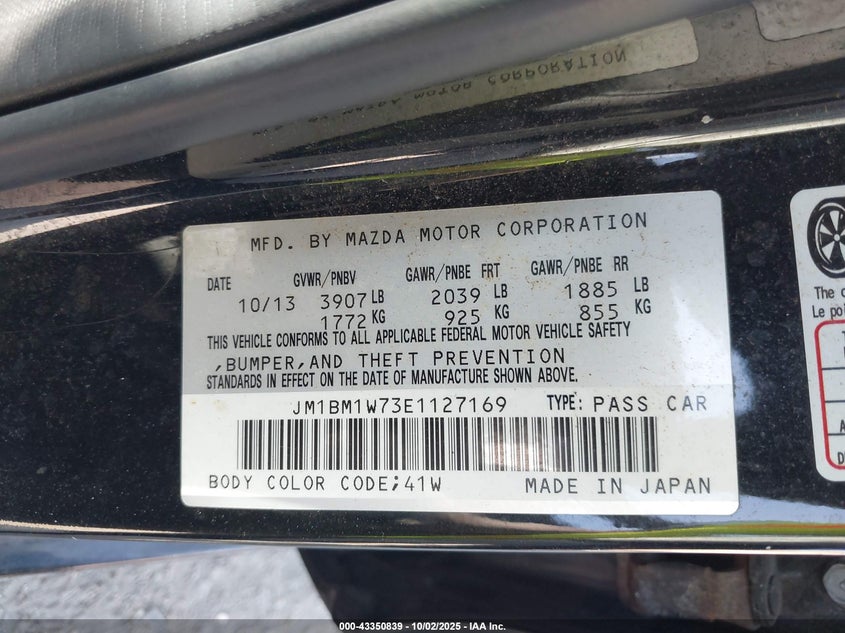 MFD. BY MAZDA MOTOR CORPORATION
DATE GVWR/PNBV GAWR/PNBE FRT GAWR/PNBE RR
10/13 3907 LB 2039 LB 1885 LB
1772 KG 925 KG 855 KG
THIS VEHICLE CONFORMS TO ALL APPLICABLE FEDERAL MOTOR VEHICLE SAFETY
,BUMPER,AND THEFT PREVENTION
STANDARDS IN EFFECT ON THE DATE OF MANUFACTURE SHOWN ABOVE.
JM1BM1W73E1127169 TYPE: PASS CAR
BODY COLOR CODE;41W MADE IN JAPAN
The
Le
000-43350839 - 10/02/2025 - IAA Inc.